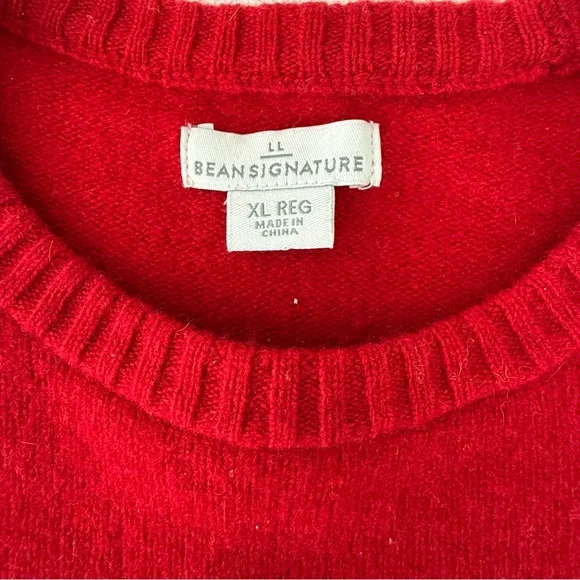 LL
BEANSIGNATURE
XL REG
MADE IN
CHINA